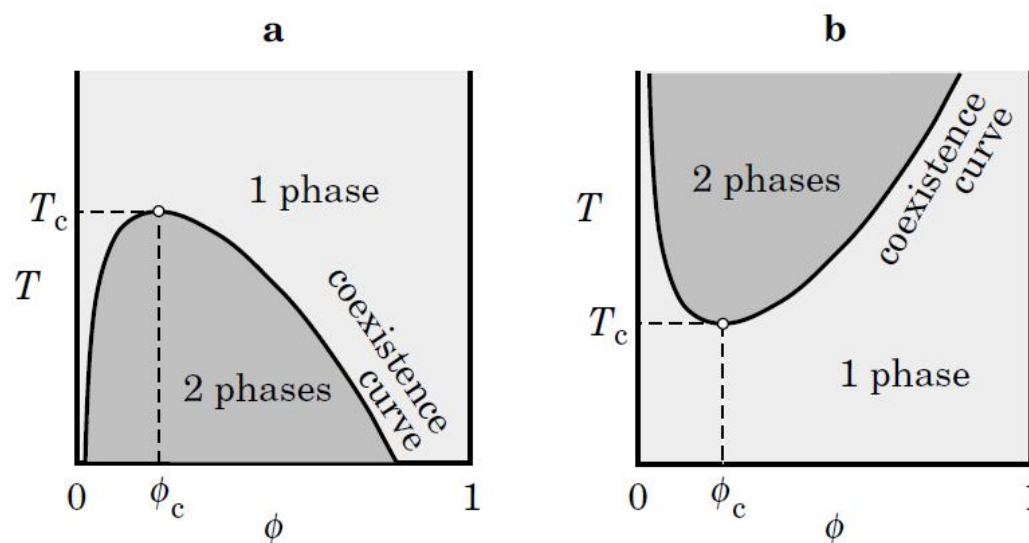 a
1 phase
T_c
T
2 phases
coexistence
curve
0
ϕ_c
1
ϕ
b
2 phases
coexistence
curve
T
T_c
1 phase
0
ϕ_c
1
ϕ